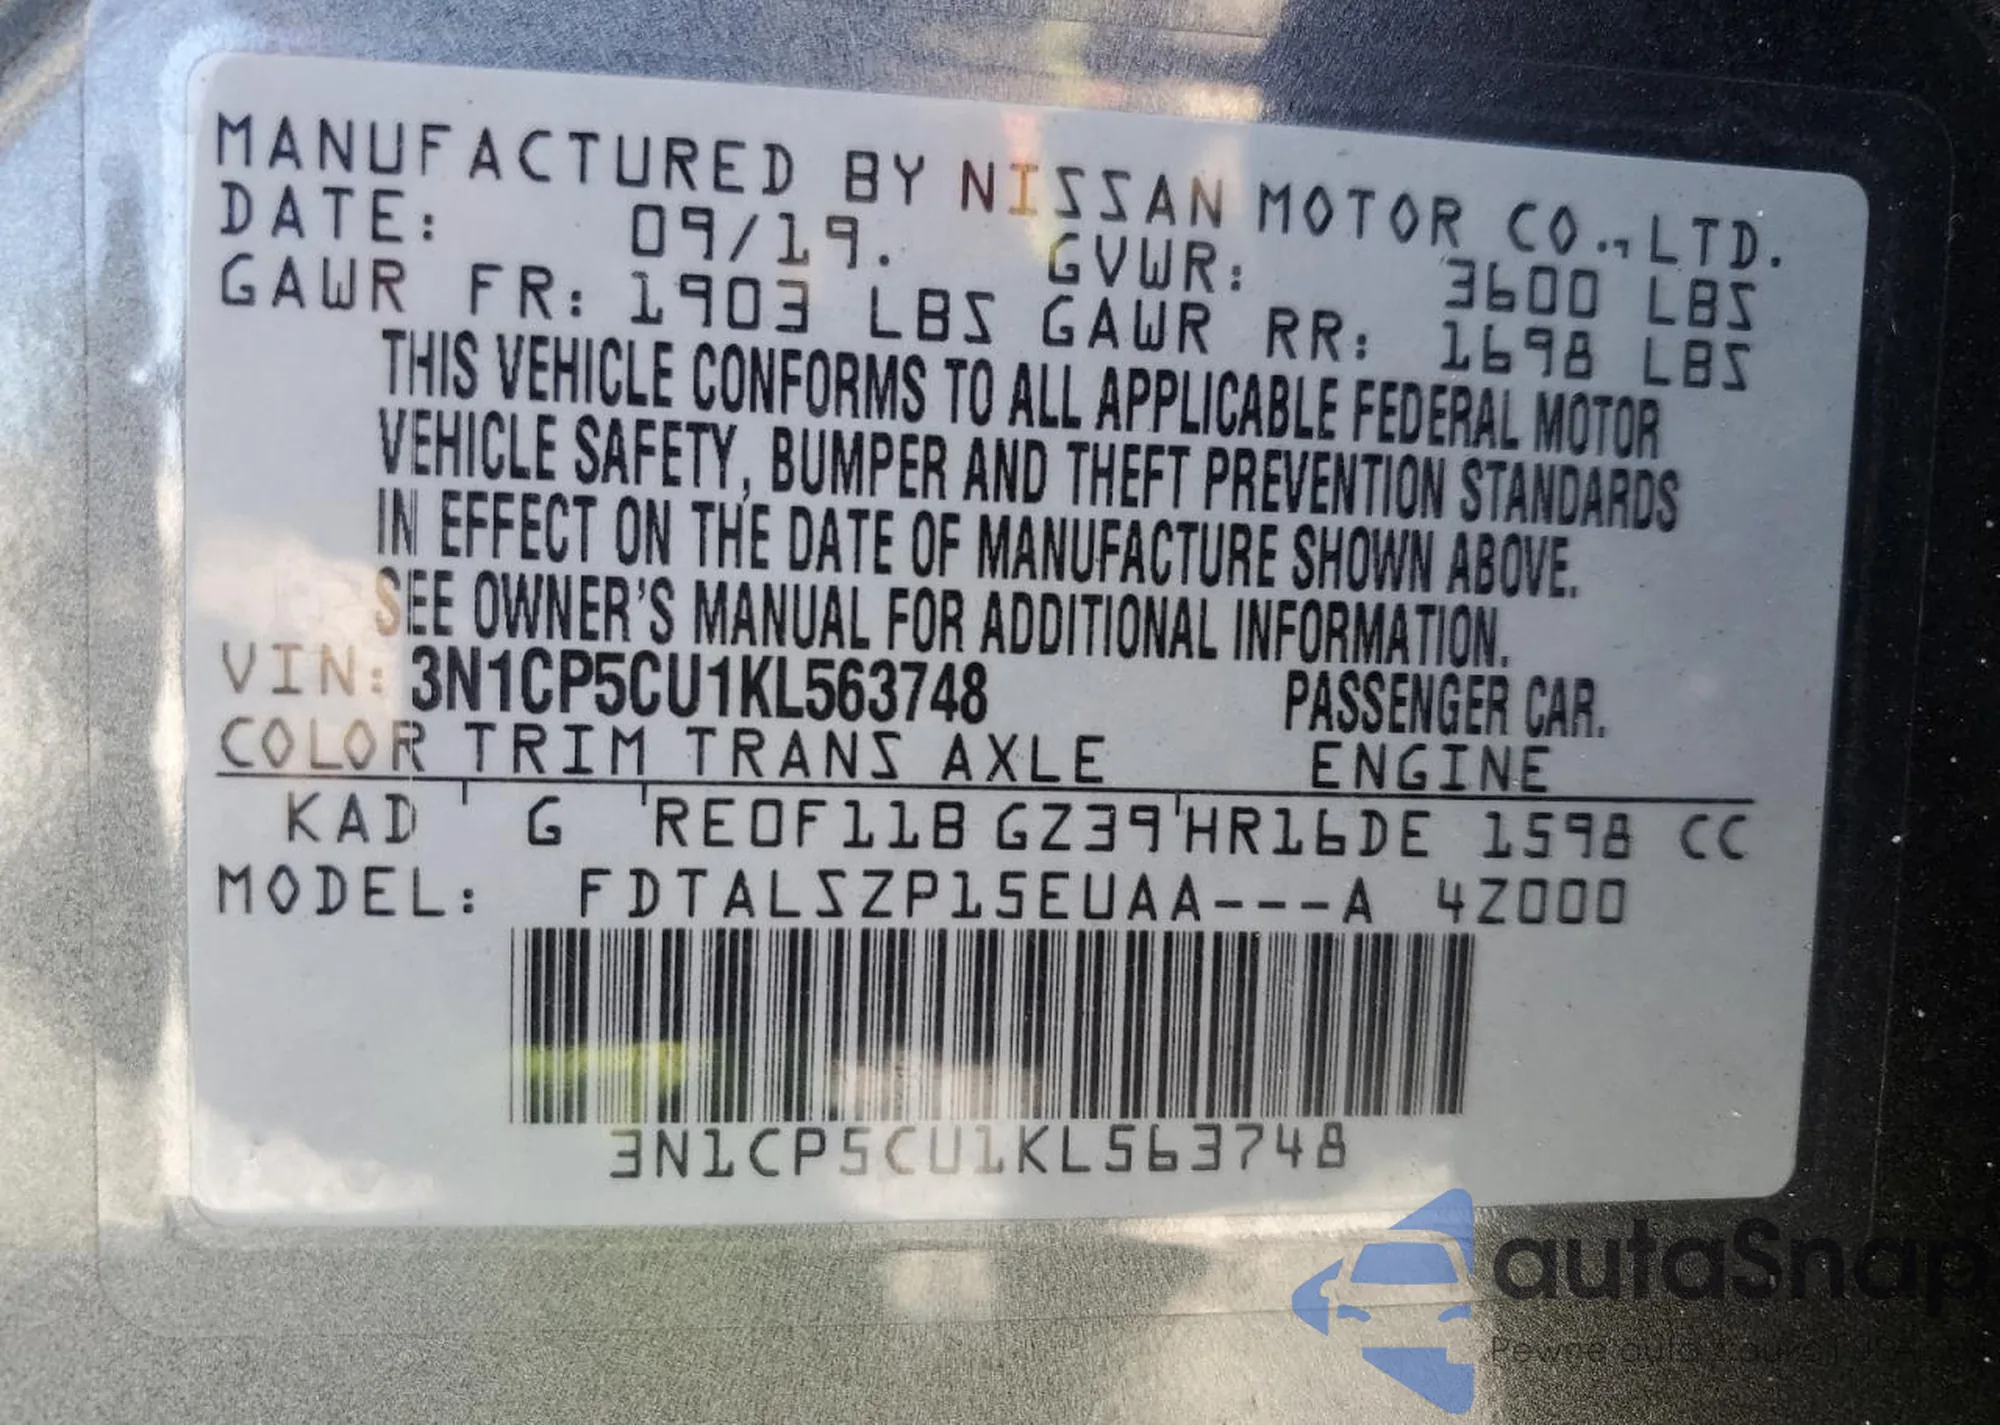 MANUFACTURED BY NISSAN MOTOR CO.,LTD.
DATE: 09/19. GVWR: 3600 LBS
GAWR FR: 1903 LBS GAWR RR: 1698 LBS
THIS VEHICLE CONFORMS TO ALL APPLICABLE FEDERAL MOTOR
VEHICLE SAFETY, BUMPER AND THEFT PREVENTION STANDARDS
IN EFFECT ON THE DATE OF MANUFACTURE SHOWN ABOVE.
SEE OWNER'S MANUAL FOR ADDITIONAL INFORMATION.
VIN: 3N1CP5CU1KL563748 PASSENGER CAR.
COLOR TRIM TRANS AXLE ENGINE
KAD G RE0F11B GZ39 HR16DE 1598 CC
MODEL: FDTALSZP15EUAA---A 4Z000
3N1CP5CU1KL563748
autaSnap
Pewne auta